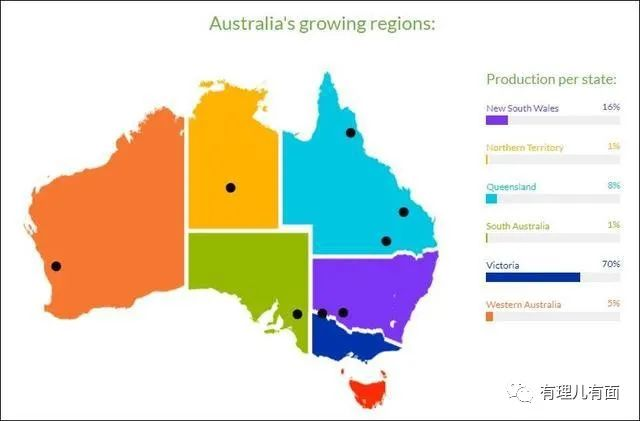 Australia's growing regions:
Production per state:
New South Wales 16%
Northern Territory 1%
Queensland 8%
South Australia 1%
Victoria 70%
Western Australia 5%
有理儿有面